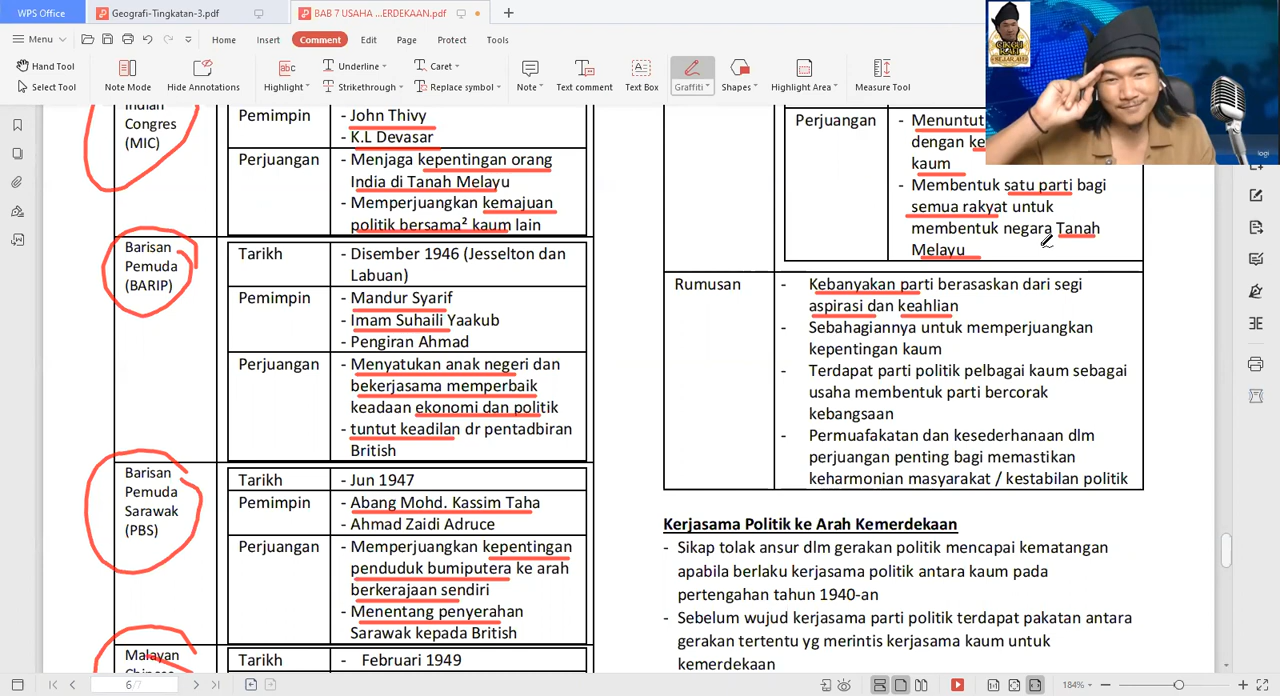 WPS Office
Geografi-Tingkatan-3.pdf
BAB 7 USAHA ...ERDEKAAN.pdf
Menu
Home
Insert
Comment
Edit
Page
Protect
Tools
Hand Tool
Select Tool
Note Mode
Hide Annotations
Highlight
Underline
Strikethrough
Caret
Replace symbol
Note
Text comment
Text Box
Graffiti
Shapes
Highlight Area
Measure Tool
CIKGU
RAH
logi
Indian
Congres
(MIC)
Pemimpin
- John Thivy
- K.L Devasar
Perjuangan
- Menjaga kepentingan orang
India di Tanah Melayu
- Memperjuangkan kemajuan
politik bersama² kaum lain
Barisan
Pemuda
(BARIP)
Tarikh
- Disember 1946 (Jesselton dan
Labuan)
Pemimpin
- Mandur Syarif
- Imam Suhaili Yaakub
- Pengiran Ahmad
Perjuangan
- Menyatukan anak negeri dan
bekerjasama memperbaik
keadaan ekonomi dan politik
- tuntut keadilan dr pentadbiran
British
Barisan
Pemuda
Sarawak
(PBS)
Tarikh
- Jun 1947
Pemimpin
- Abang Mohd. Kassim Taha
- Ahmad Zaidi Adruce
Perjuangan
- Memperjuangkan kepentingan
penduduk bumiputera ke arah
berkerajaan sendiri
- Menentang penyerahan
Sarawak kepada British
Malayan
Tarikh
- Februari 1949
Perjuangan
- Menuntut
dengan ke
kaum
- Membentuk satu parti bagi
semua rakyat untuk
membentuk negara Tanah
Melayu
Rumusan
- Kebanyakan parti berasaskan dari segi
aspirasi dan keahlian
- Sebahagiannya untuk memperjuangkan
kepentingan kaum
- Terdapat parti politik pelbagai kaum sebagai
usaha membentuk parti bercorak
kebangsaan
- Permuafakatan dan kesederhanaan dlm
perjuangan penting bagi memastikan
keharmonian masyarakat / kestabilan politik
Kerjasama Politik ke Arah Kemerdekaan
- Sikap tolak ansur dlm gerakan politik mencapai kematangan
apabila berlaku kerjasama politik antara kaum pada
pertengahan tahun 1940-an
- Sebelum wujud kerjasama parti politik terdapat pakatan antara
gerakan tertentu yg merintis kerjasama kaum untuk
kemerdekaan
6/7
184%